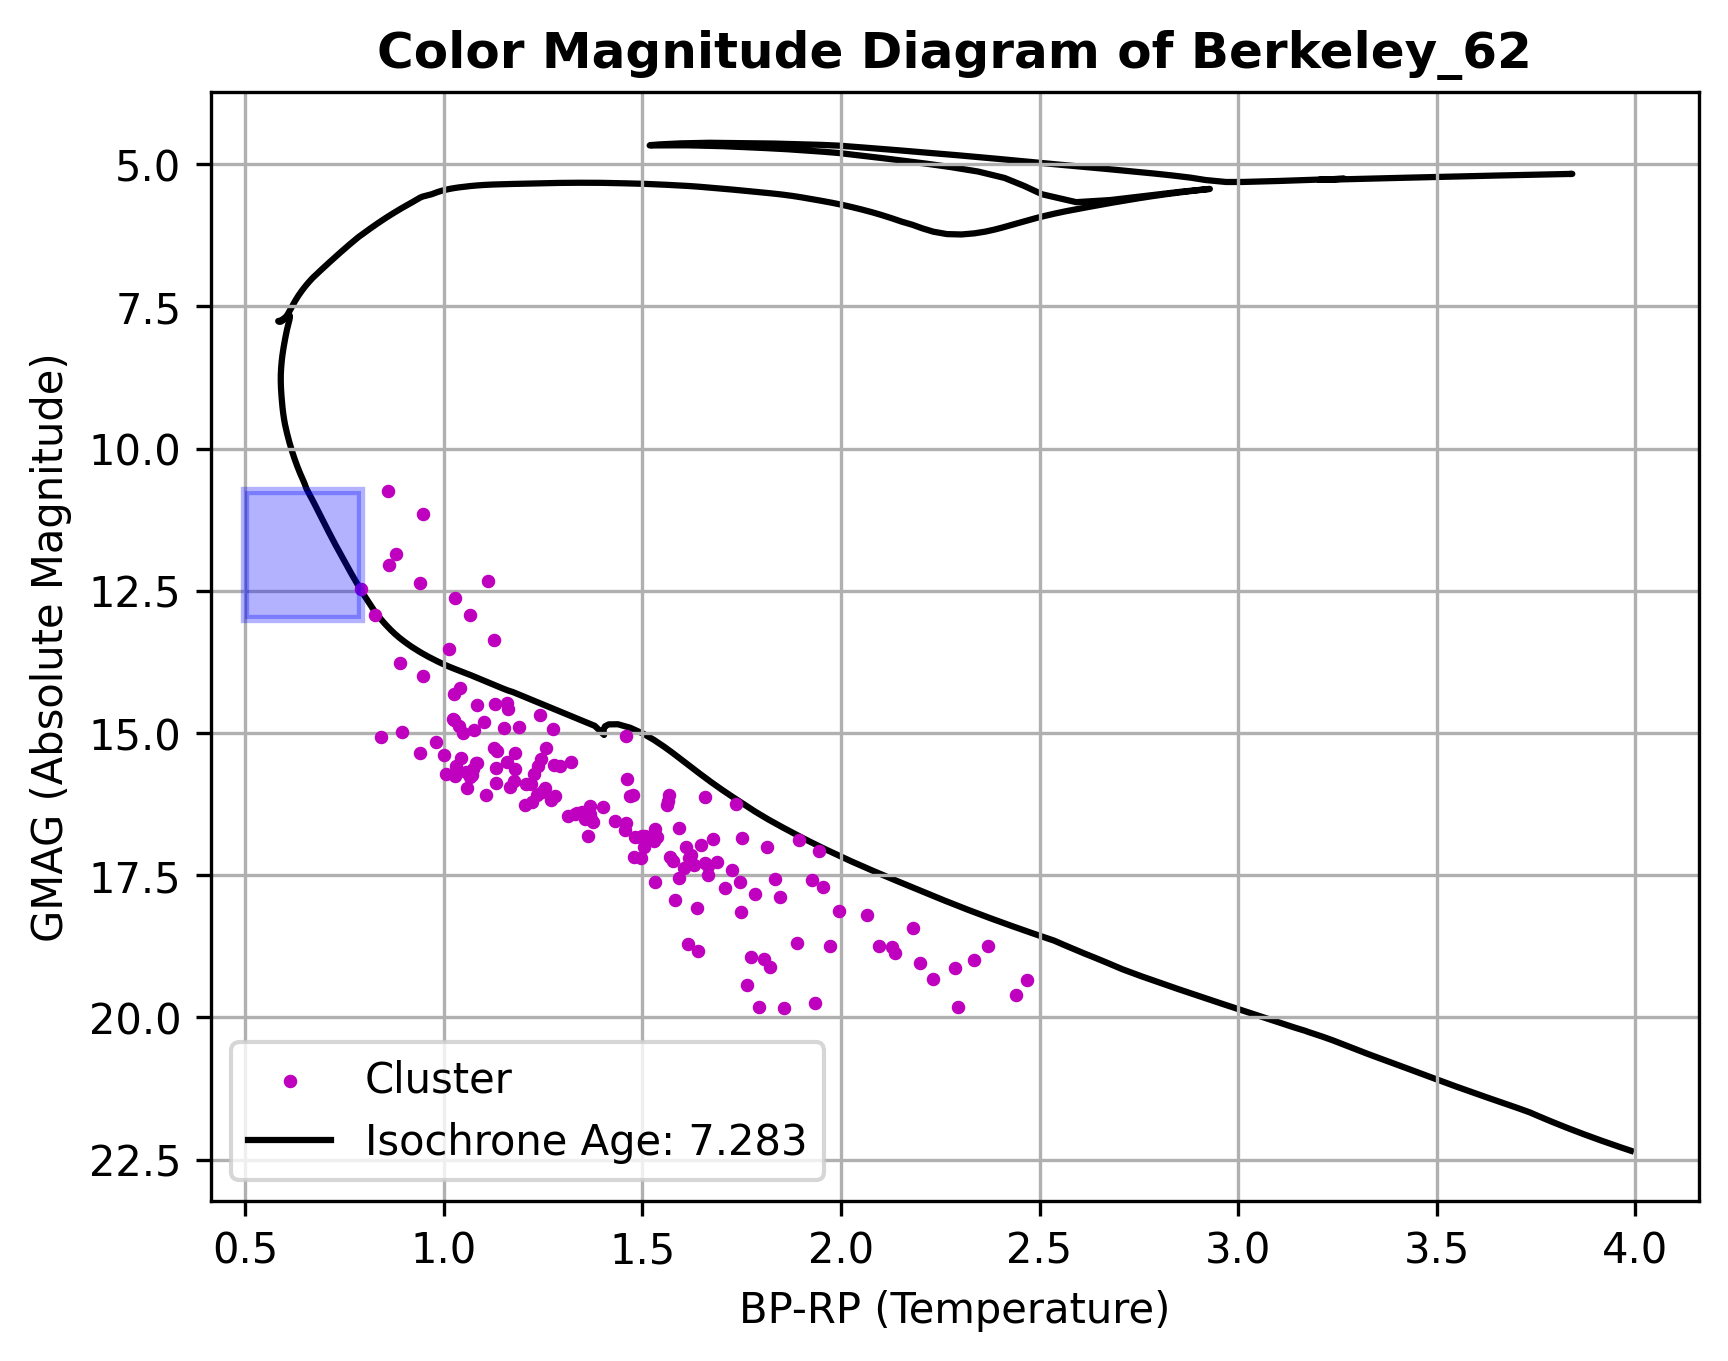 Color Magnitude Diagram of Berkeley_62
GMAG (Absolute Magnitude)
5.0
7.5
10.0
12.5
15.0
17.5
20.0
22.5
Cluster
Isochrone Age: 7.283
0.5 1.0 1.5 2.0 2.5 3.0 3.5 4.0
BP-RP (Temperature)